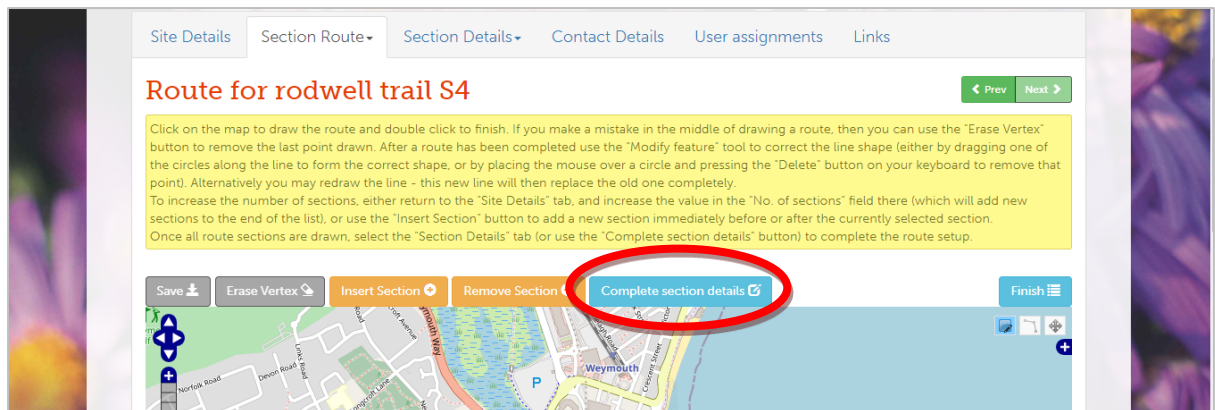 Site Details Section Route Section Details Contact Details User assignments Links
Route for rodwell trail S4
Prev Next
Click on the map to draw the route and double click to finish. If you make a mistake in the middle of drawing a route, then you can use the "Erase Vertex"
button to remove the last point drawn. After a route has been completed use the "Modify feature" tool to correct the line shape (either by dragging one of
the circles along the line to form the correct shape, or by placing the mouse over a circle and pressing the "Delete" button on your keyboard to remove that
point). Alternatively you may redraw the line - this new line will then replace the old one completely.
To increase the number of sections, either return to the "Site Details" tab, and increase the value in the "No. of sections" field there (which will add new
sections to the end of the list), or use the "Insert Section" button to add a new section immediately before or after the currently selected section.
Once all route sections are drawn, select the "Section Details" tab (or use the "Complete section details" button) to complete the route setup.
Save Erase Vertex Insert Section Remove Section Complete section details Finish
Road
Croft Avenue
Weymouth
Links Road
Devon Road
Norfolk Road
P
Crescent Street